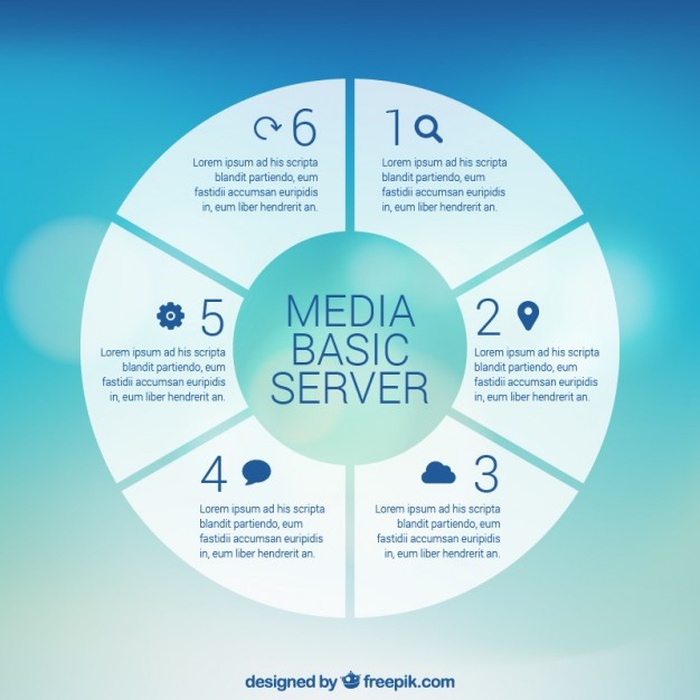 1
Lorem ipsum ad his scripta
blandit partiendo, eum
fastidii accumsan euripidis
in, eum liber hendrerit an.
2
Lorem ipsum ad his scripta
blandit partiendo, eum
fastidii accumsan euripidis
in, eum liber hendrerit an.
3
Lorem ipsum ad his scripta
blandit partiendo, eum
fastidii accumsan euripidis
in, eum liber hendrerit an.
4
Lorem ipsum ad his scripta
blandit partiendo, eum
fastidii accumsan euripidis
in, eum liber hendrerit an.
5
Lorem ipsum ad his scripta
blandit partiendo, eum
fastidii accumsan euripidis
in, eum liber hendrerit an.
6
Lorem ipsum ad his scripta
blandit partiendo, eum
fastidii accumsan euripidis
in, eum liber hendrerit an.
MEDIA
BASIC
SERVER
designed by freepik.com